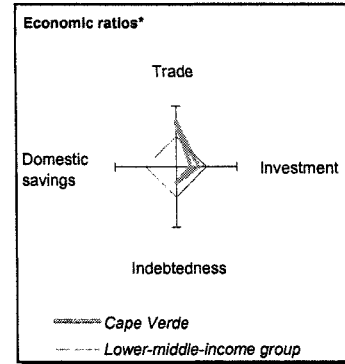 Economic ratios*
Trade
Domestic
savings
Investment
Indebtedness
Cape Verde
Lower-middle-income group